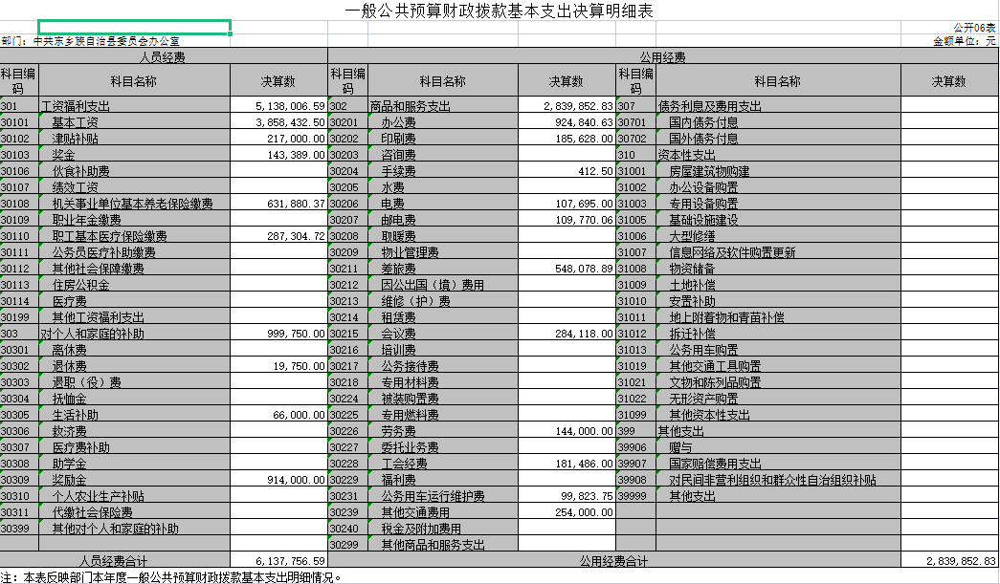 一般公共预算财政拨款基本支出决算明细表
公开06表
部门：中共东乡族自治县委员会办公室 金额单位：元
人员经费 公用经费
科目编码 科目名称 决算数 科目编码 科目名称 决算数 科目编码 科目名称 决算数
301 工资福利支出 5,138,006.59 302 商品和服务支出 2,839,852.83 307 债务利息及费用支出
30101 基本工资 3,858,432.50 30201 办公费 924,840.63 30701 国内债务付息
30102 津贴补贴 217,000.00 30202 印刷费 185,628.00 30702 国外债务付息
30103 奖金 143,389.00 30203 咨询费 310 资本性支出
30106 伙食补助费 30204 手续费 412.50 31001 房屋建筑物购建
30107 绩效工资 30205 水费 31002 办公设备购置
30108 机关事业单位基本养老保险缴费 631,880.37 30206 电费 107,695.00 31003 专用设备购置
30109 职业年金缴费 30207 邮电费 109,770.06 31005 基础设施建设
30110 职工基本医疗保险缴费 287,304.72 30208 取暖费 31006 大型修缮
30111 公务员医疗补助缴费 30209 物业管理费 31007 信息网络及软件购置更新
30112 其他社会保障缴费 30211 差旅费 548,078.89 31008 物资储备
30113 住房公积金 30212 因公出国（境）费用 31009 土地补偿
30114 医疗费 30213 维修（护）费 31010 安置补助
30199 其他工资福利支出 30214 租赁费 31011 地上附着物和青苗补偿
303 对个人和家庭的补助 999,750.00 30215 会议费 284,118.00 31012 拆迁补偿
30301 离休费 30216 培训费 31013 公务用车购置
30302 退休费 19,750.00 30217 公务接待费 31019 其他交通工具购置
30303 退职（役）费 30218 专用材料费 31021 文物和陈列品购置
30304 抚恤金 30224 被装购置费 31022 无形资产购置
30305 生活补助 66,000.00 30225 专用燃料费 31099 其他资本性支出
30306 救济费 30226 劳务费 144,000.00 399 其他支出
30307 医疗费补助 30227 委托业务费 39906 赠与
30308 助学金 30228 工会经费 181,486.00 39907 国家赔偿费用支出
30309 奖励金 914,000.00 30229 福利费 39908 对民间非营利组织和群众性自治组织补贴
30310 个人农业生产补贴 30231 公务用车运行维护费 99,823.75 39999 其他支出
30311 代缴社会保险费 30239 其他交通费用 254,000.00
30399 其他对个人和家庭的补助 30240 税金及附加费用
30299 其他商品和服务支出
人员经费合计 6,137,756.59 公用经费合计 2,839,852.83
注：本表反映部门本年度一般公共预算财政拨款基本支出明细情况。